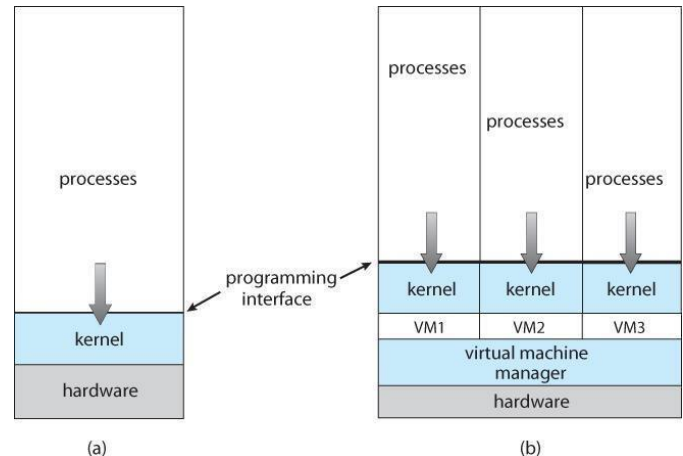 processes
kernel
hardware
(a)
programming
interface
processes
processes
processes
kernel
kernel
kernel
VM1
VM2
VM3
virtual machine
manager
hardware
(b)